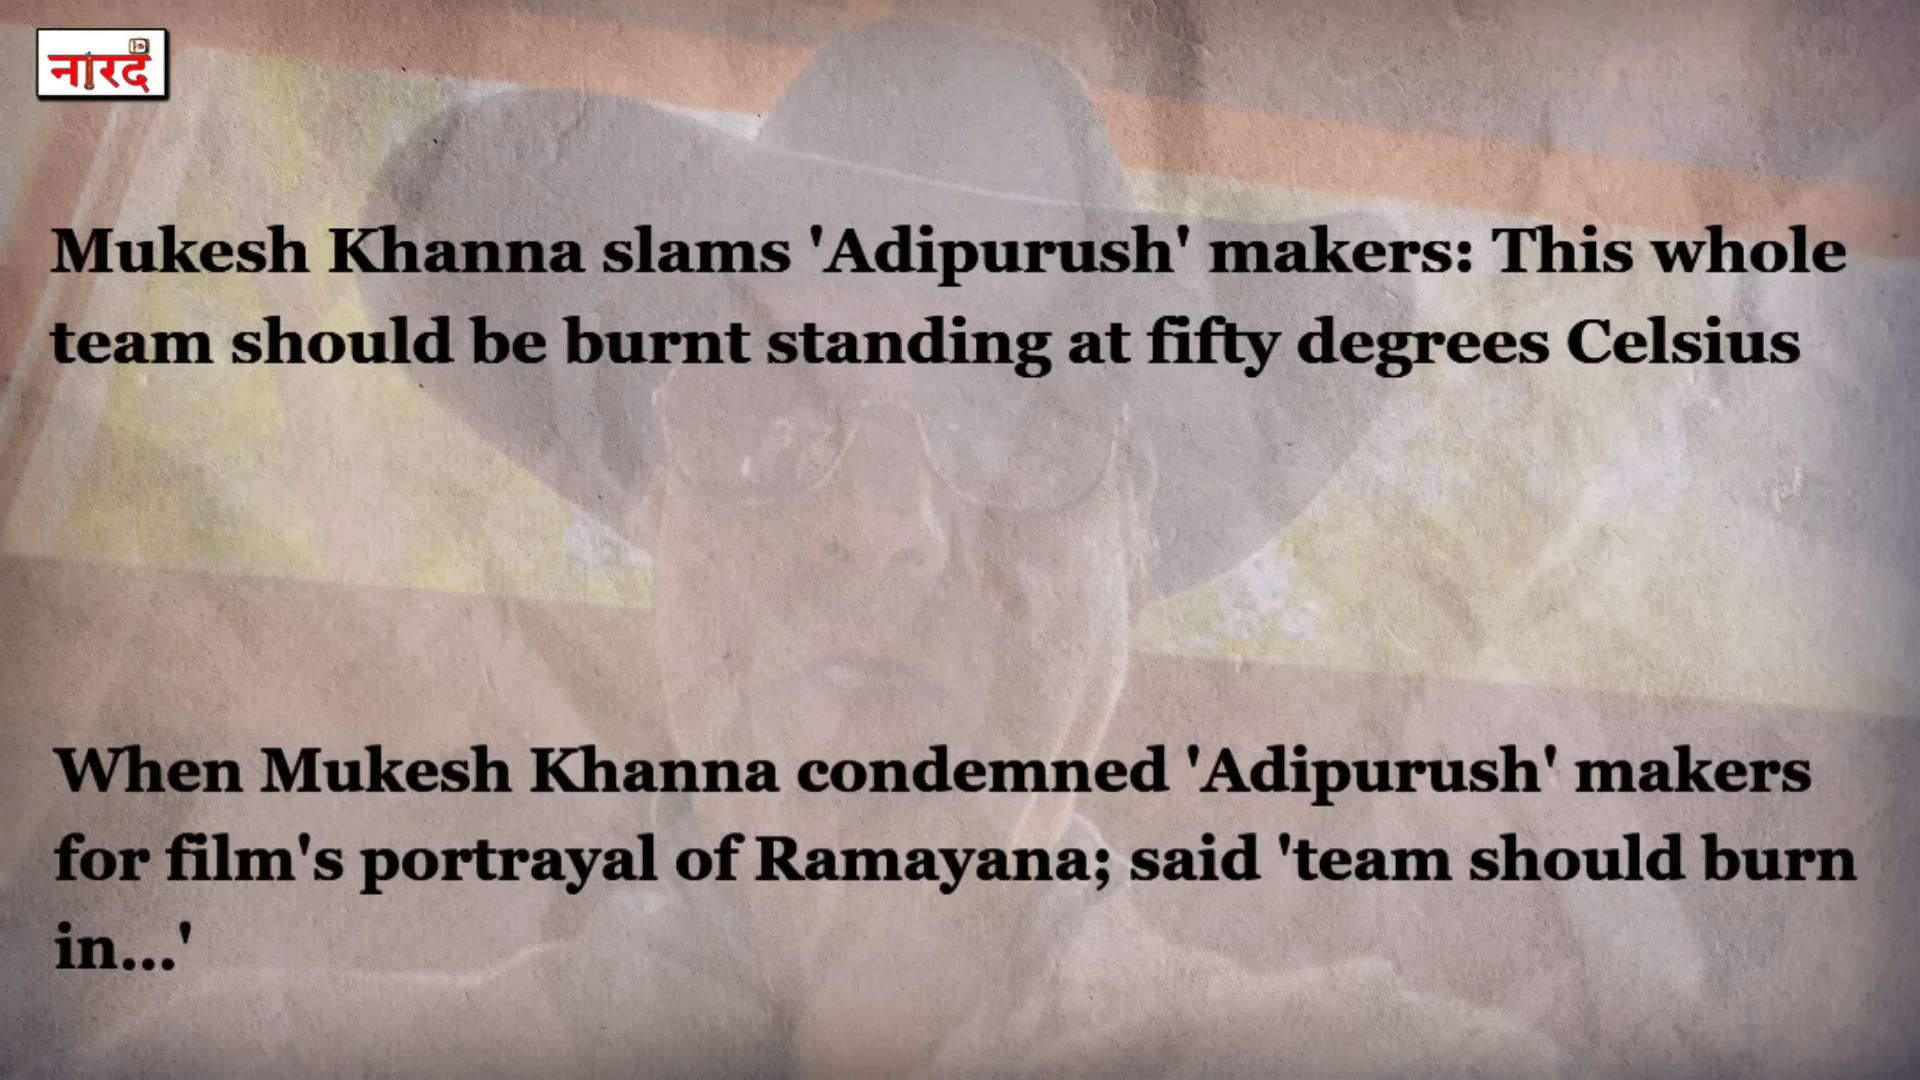 नारद
Mukesh Khanna slams 'Adipurush' makers: This whole
team should be burnt standing at fifty degrees Celsius
When Mukesh Khanna condemned 'Adipurush' makers
for film's portrayal of Ramayana; said 'team should burn
in...'